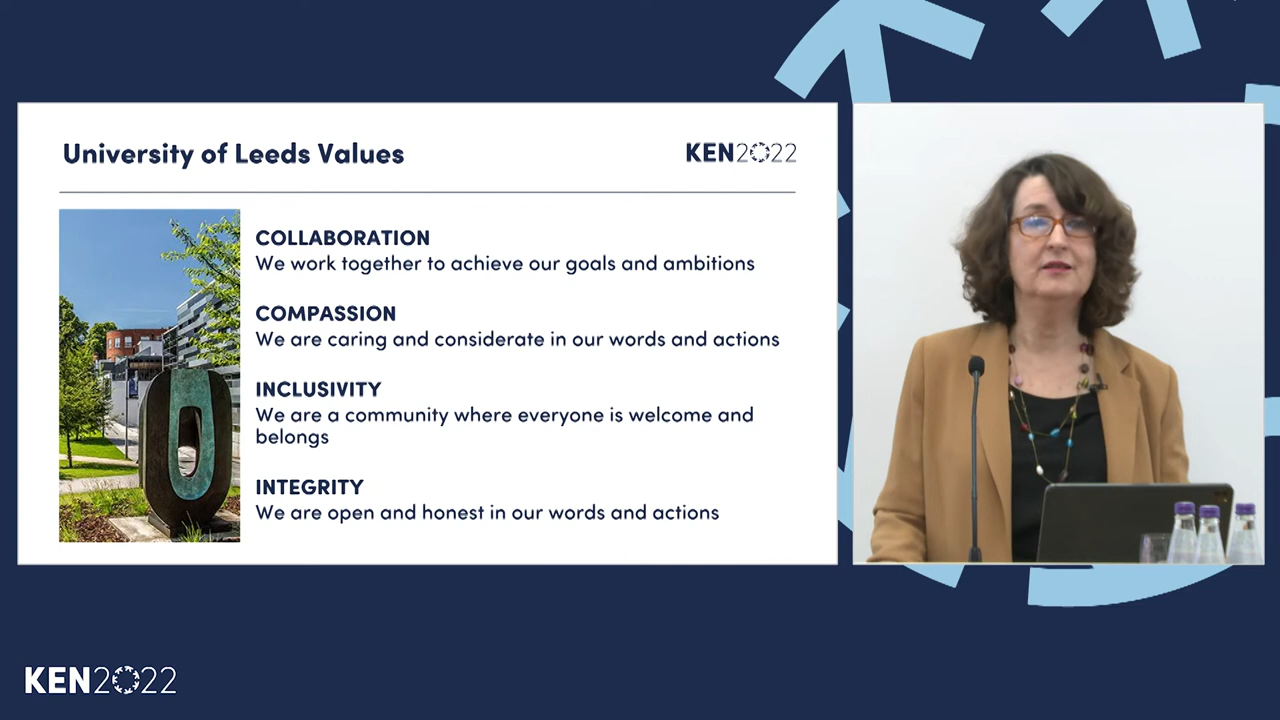 University of Leeds Values
KEN2022
COLLABORATION
We work together to achieve our goals and ambitions
COMPASSION
We are caring and considerate in our words and actions
INCLUSIVITY
We are a community where everyone is welcome and
belongs
INTEGRITY
We are open and honest in our words and actions
KEN2022